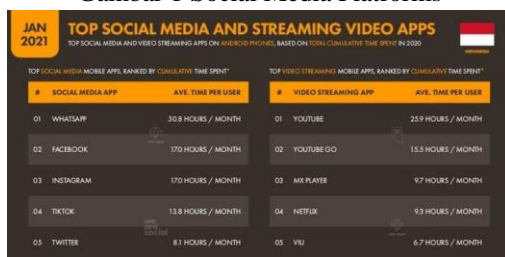 Gambar 1 Social Media Platforms
JAN
2021
TOP SOCIAL MEDIA AND STREAMING VIDEO APPS
TOP SOCIAL MEDIA AND VIDEO STREAMING APPS ON ANDROID PHONES, BASED ON TOTAL CUMULATIVE TIME SPENT IN 2020
INDONESIA
TOP SOCIAL MEDIA MOBILE APPS, RANKED BY CUMULATIVE TIME SPENT*
# SOCIAL MEDIA APP AVE. TIME PER USER
01 WHATSAPP 30.8 HOURS / MONTH
02 FACEBOOK 17.0 HOURS / MONTH
03 INSTAGRAM 17.0 HOURS / MONTH
04 TIKTOK 13.8 HOURS / MONTH
05 TWITTER 8.1 HOURS / MONTH
TOP VIDEO STREAMING MOBILE APPS, RANKED BY CUMULATIVE TIME SPENT*
# VIDEO STREAMING APP AVE. TIME PER USER
01 YOUTUBE 25.9 HOURS / MONTH
02 YOUTUBE GO 15.5 HOURS / MONTH
03 MX PLAYER 9.7 HOURS / MONTH
04 NETFLIX 9.3 HOURS / MONTH
05 VIU 6.7 HOURS / MONTH
we
are
social